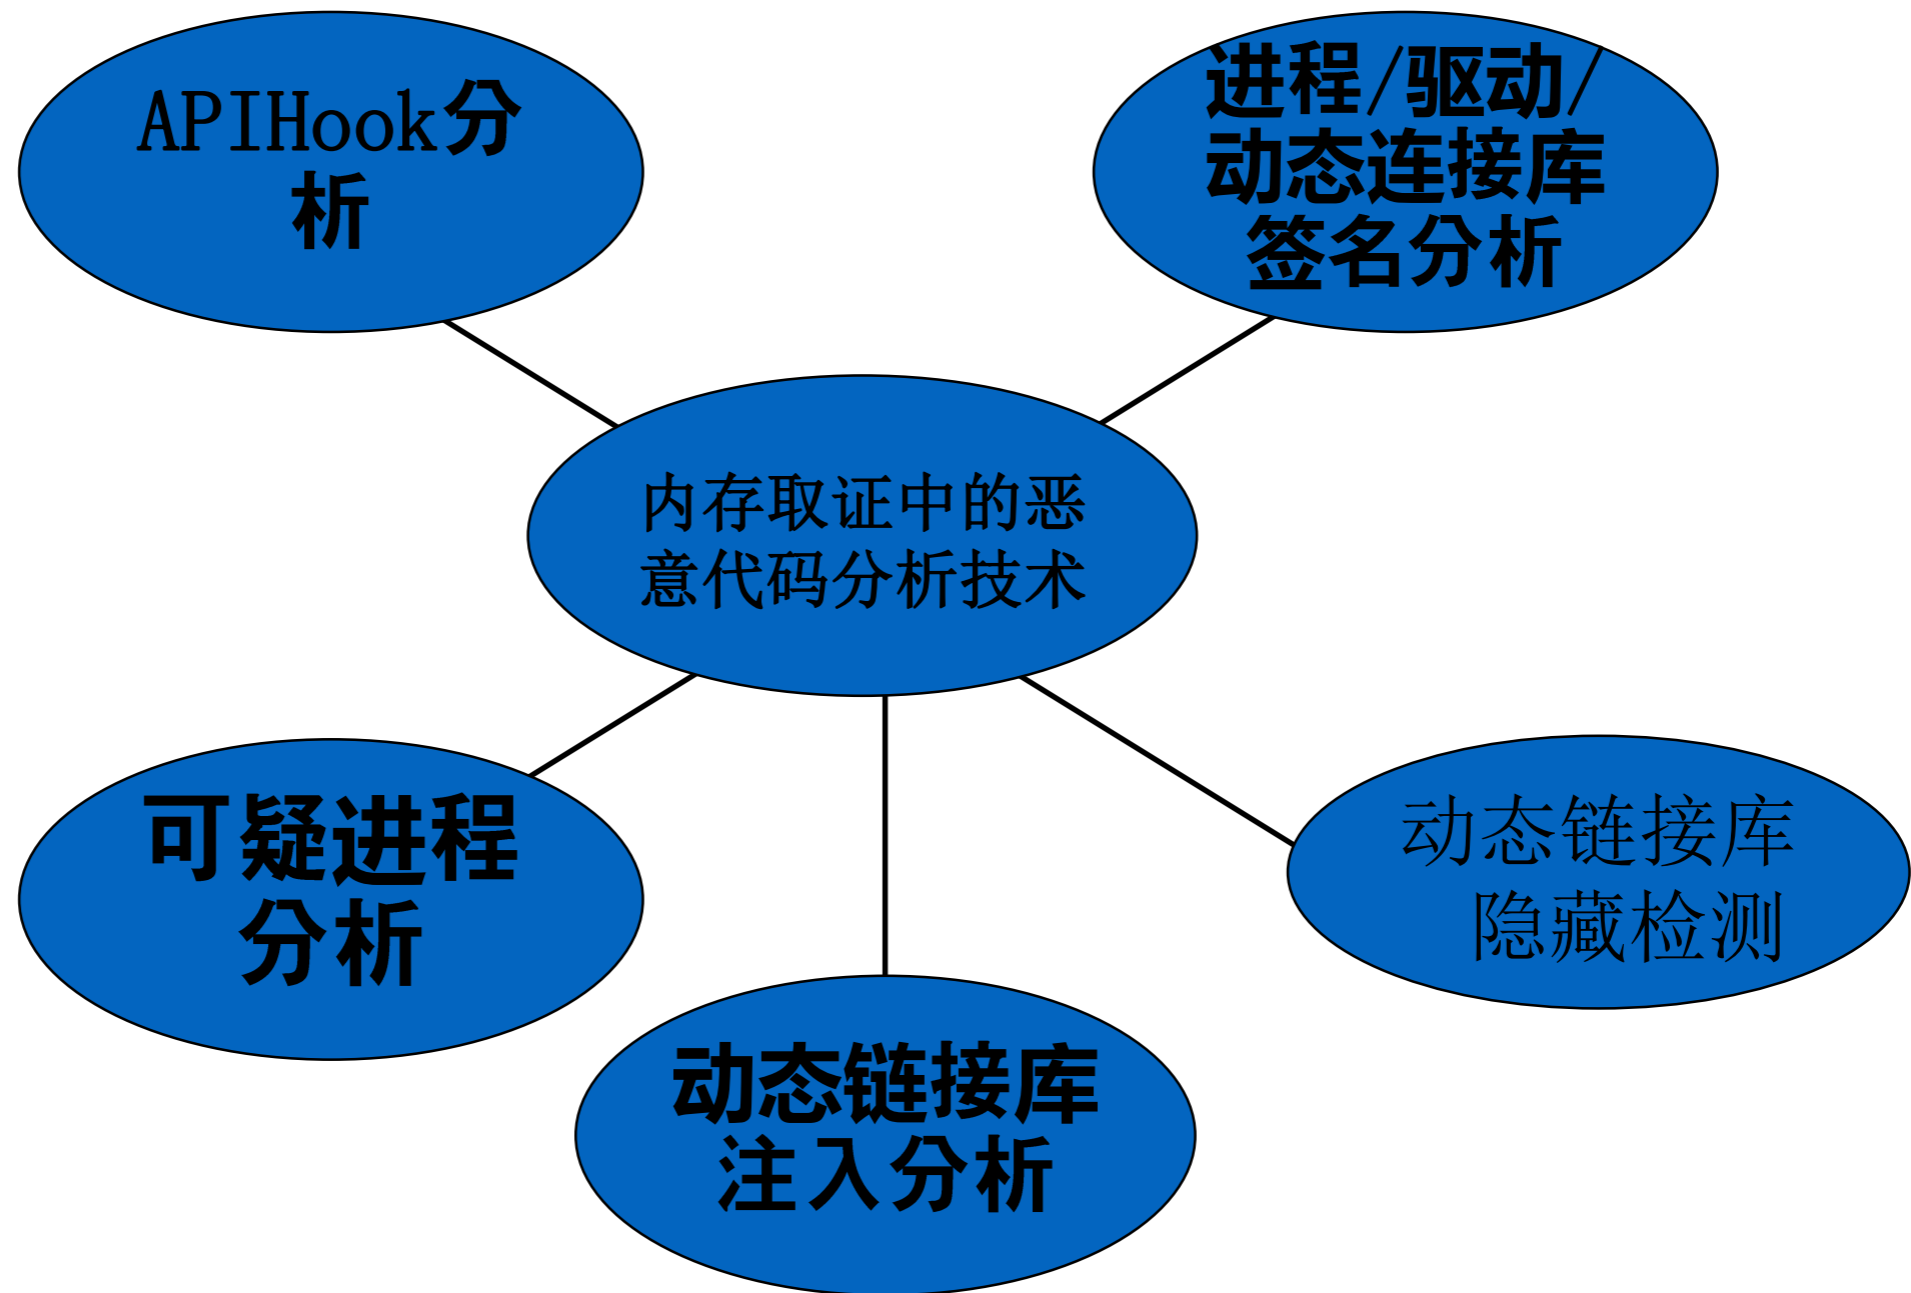 APIHook分
析
进程/驱动/
动态连接库
签名分析
内存取证中的恶
意代码分析技术
可疑进程
分析
动态链接库
注入分析
动态链接库
隐藏检测